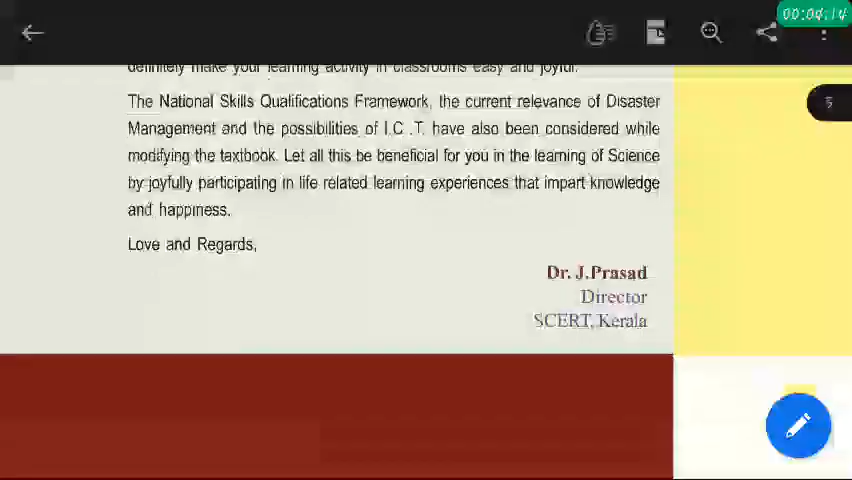 00:04:14
definitely make your learning activity in classrooms easy and joyful.
5
The National Skills Qualifications Framework, the current relevance of Disaster
Management and the possibilities of I.C .T. have also been considered while
modifying the taxtbook. Let all this be beneficial for you in the learning of Science
by joyfully participating in life related learning experiences that impart knowledge
and happiness.
Love and Regards,
Dr. J.Prasad
Director
SCERT, Kerala